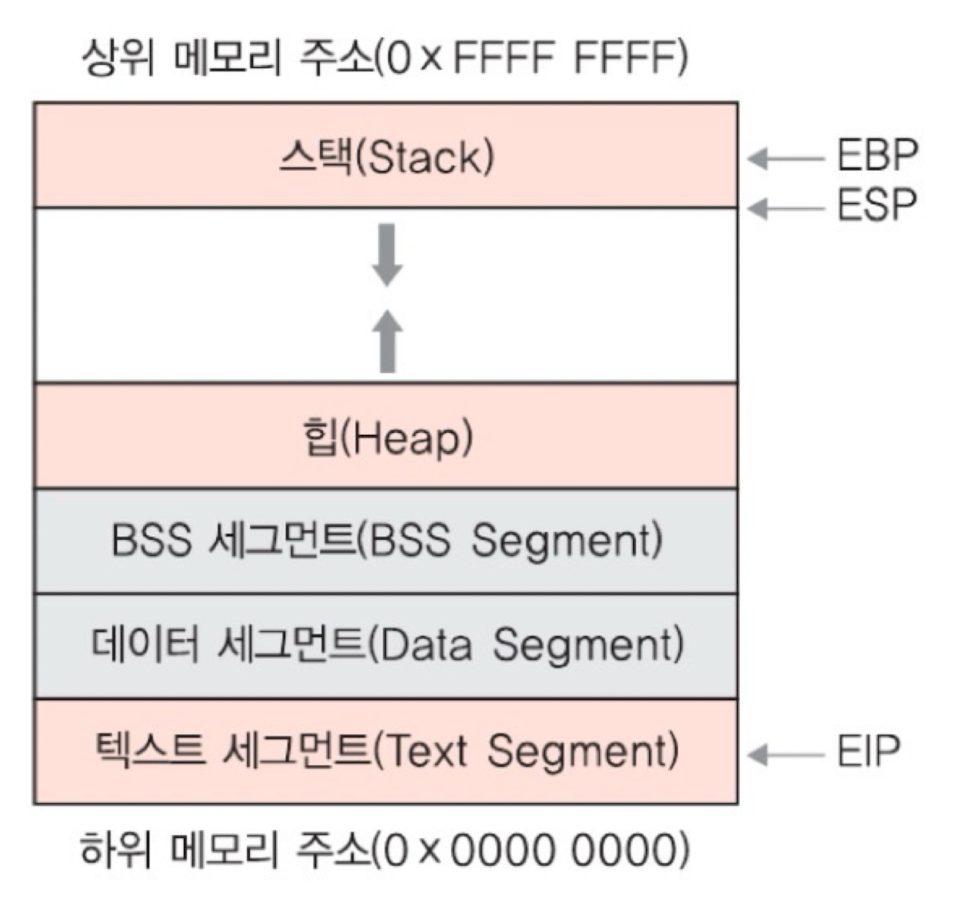 상위 메모리 주소(0×FFFF FFFF)
스택(Stack)
EBP
ESP
힙(Heap)
BSS 세그먼트(BSS Segment)
데이터 세그먼트(Data Segment)
텍스트 세그먼트(Text Segment)
EIP
하위 메모리 주소(0×0000 0000)